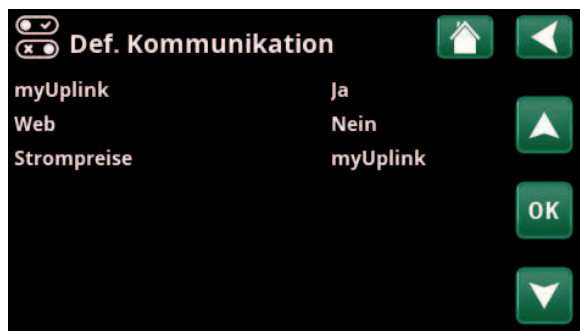 Def. Kommunikation
myUplink Ja
Web Nein
Strompreise myUplink
OK